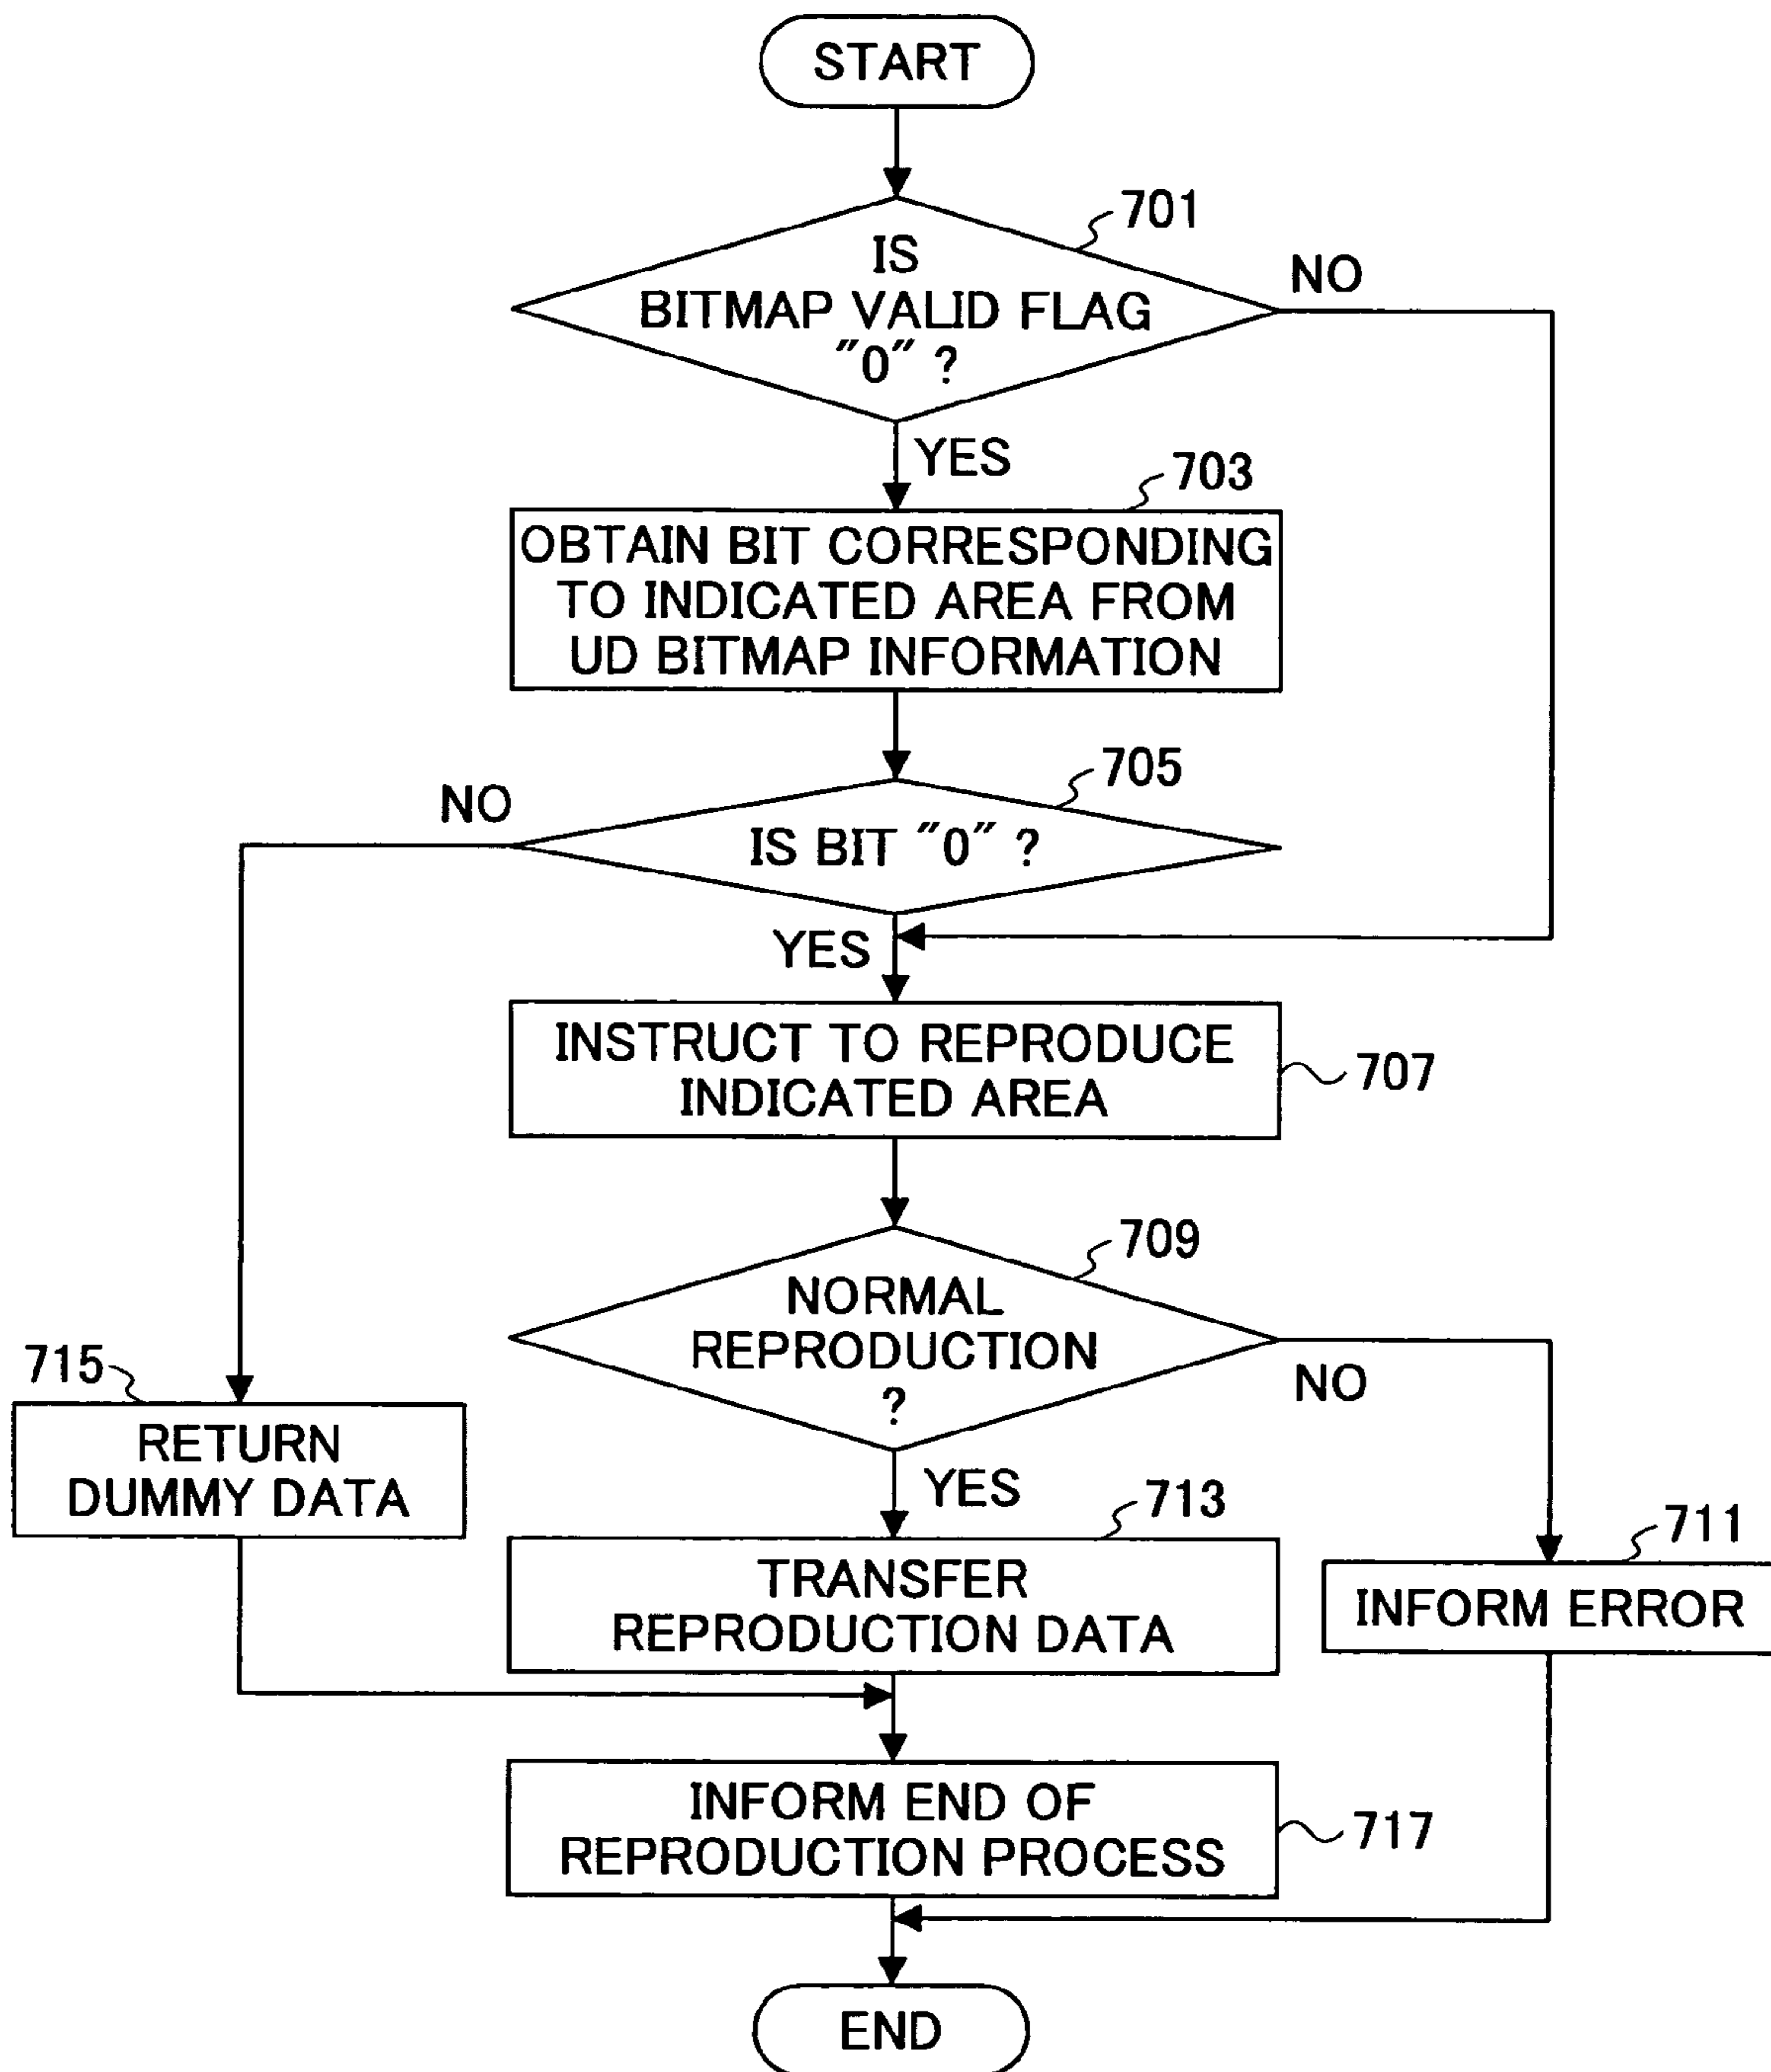 START
701
IS
BITMAP VALID FLAG
"0" ?
NO
YES
703
OBTAIN BIT CORRESPONDING
TO INDICATED AREA FROM
UD BITMAP INFORMATION
705
NO
IS BIT "0" ?
YES
INSTRUCT TO REPRODUCE
INDICATED AREA
707
709
NORMAL
REPRODUCTION
?
NO
YES
715
RETURN
DUMMY DATA
713
TRANSFER
REPRODUCTION DATA
711
INFORM ERROR
INFORM END OF
REPRODUCTION PROCESS
717
END